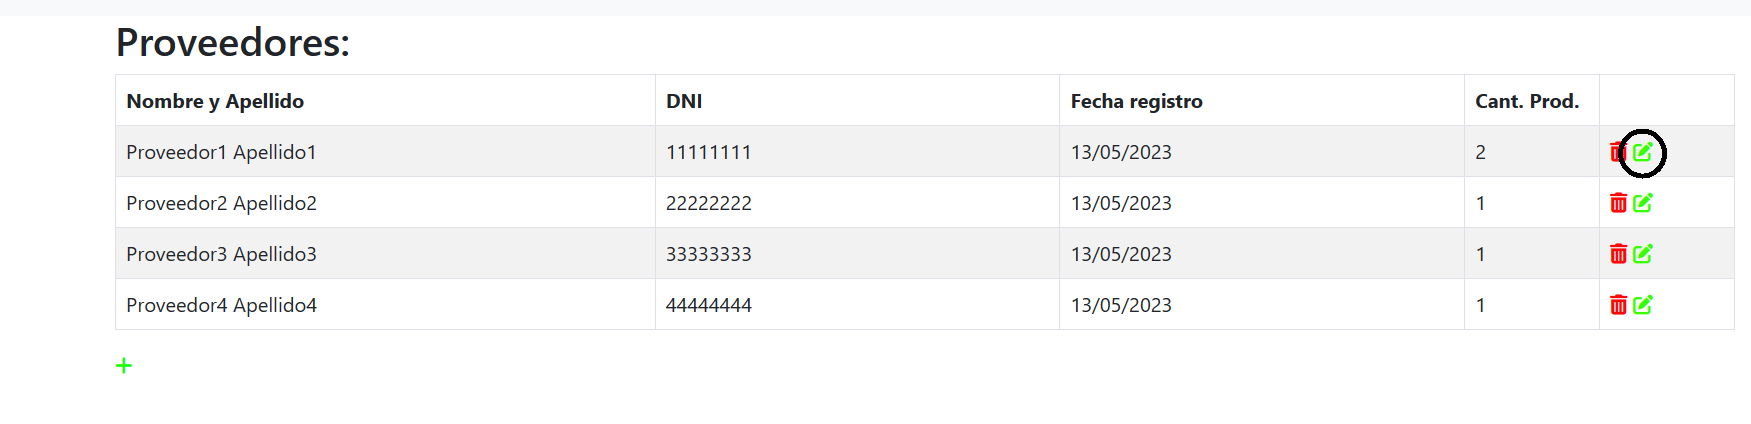 Proveedores:
Nombre y Apellido DNI Fecha registro Cant. Prod.
Proveedor1 Apellido1 11111111 13/05/2023 2
Proveedor2 Apellido2 22222222 13/05/2023 1
Proveedor3 Apellido3 33333333 13/05/2023 1
Proveedor4 Apellido4 44444444 13/05/2023 1
+